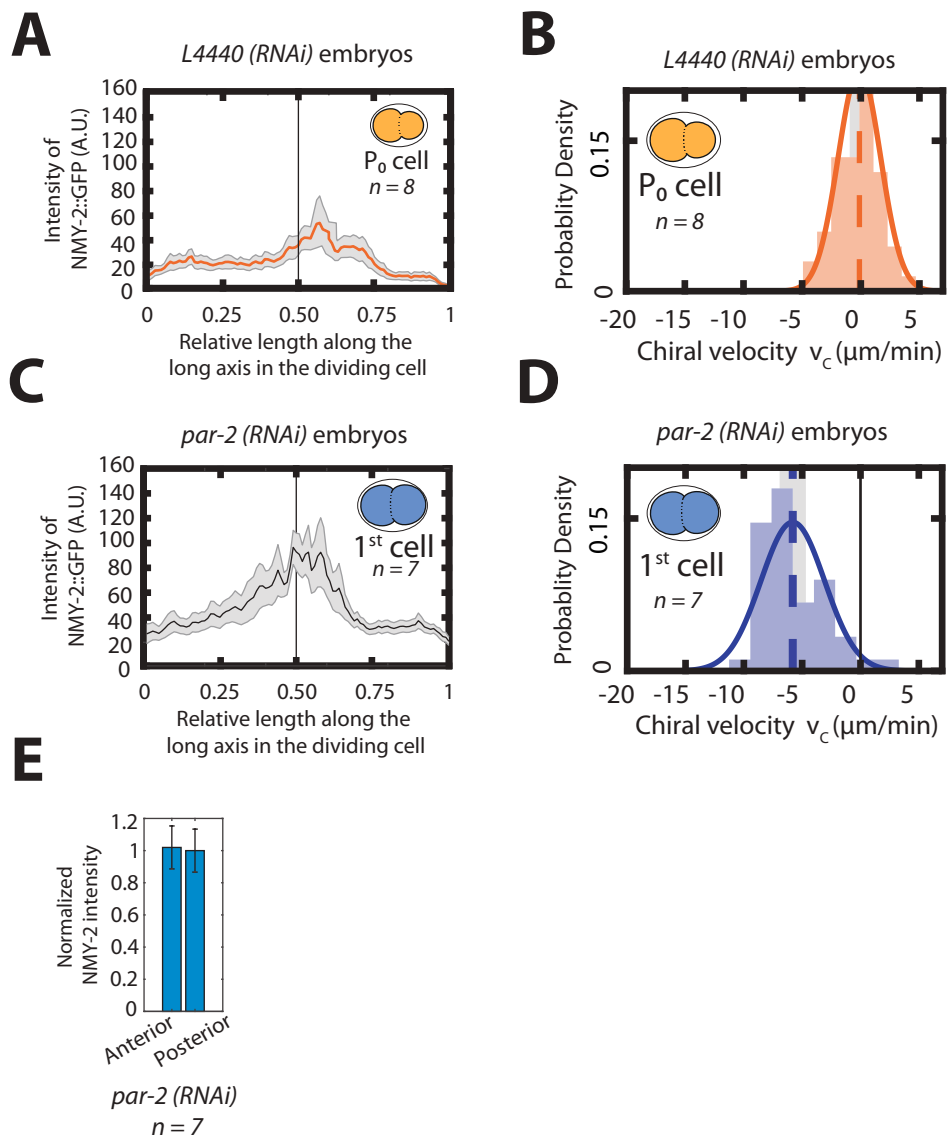 A
L4440 (RNAi) embryos
Intensity of
NMY-2::GFP (A.U.)
160
140
120
100
80
60
40
20
0
P0 cell
n = 8
0 0.25 0.50 0.75 1
Relative length along the
long axis in the dividing cell
B
L4440 (RNAi) embryos
Probablity Density
0.15
0
P0 cell
n = 8
-20 -15 -10 -5 0 5
Chiral velocity vc (μm/min)
C
par-2 (RNAi) embryos
Intensity of
NMY-2::GFP (A.U.)
160
140
120
100
80
60
40
20
0
1st cell
n = 7
0 0.25 0.50 0.75 1
Relative length along the
long axis in the dividing cell
D
par-2 (RNAi) embryos
Probablity Density
0.15
0
1st cell
n = 7
-20 -15 -10 -5 0 5
Chiral velocity vc (μm/min)
E
Normalized
NMY-2 intensity
1.2
1
0.8
0.6
0.4
0.2
0
Anterior
Posterior
par-2 (RNAi)
n = 7